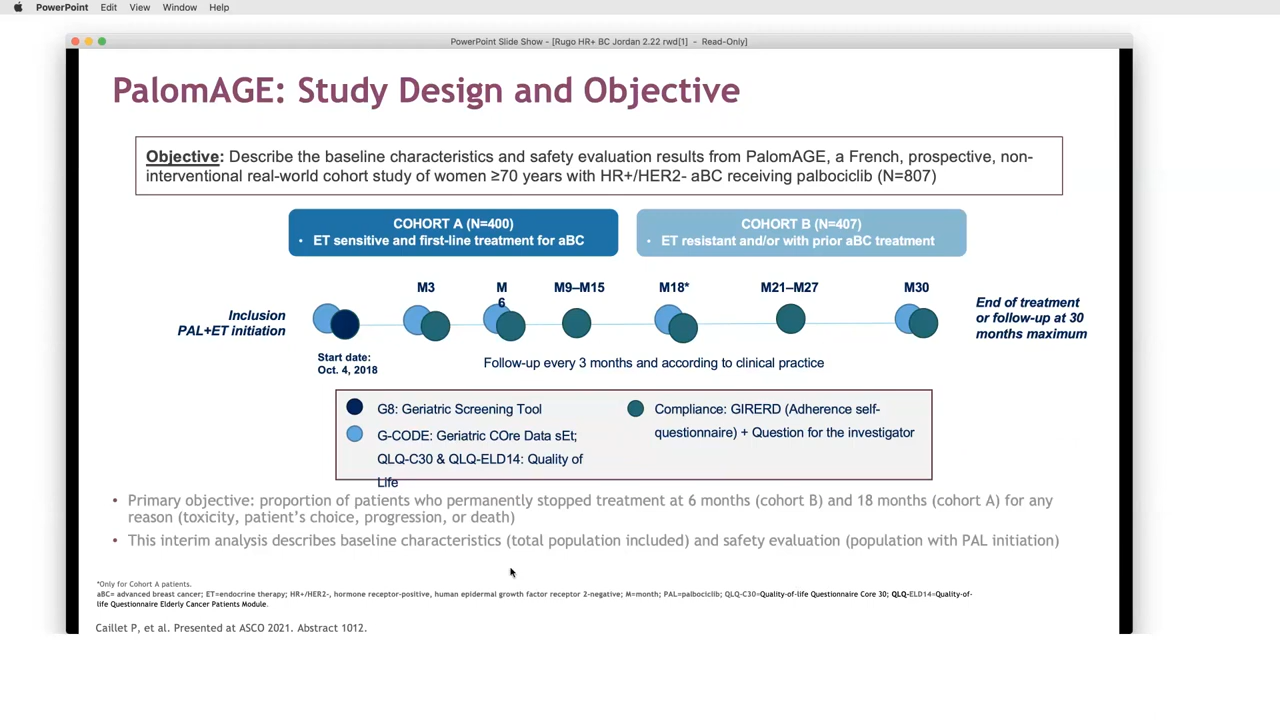 PowerPoint Edit View Window Help
PowerPoint Slide Show - [Rugo HR+ BC Jordan 2.22 rwd[1] - Read-Only]
PalomAGE: Study Design and Objective
Objective: Describe the baseline characteristics and safety evaluation results from PalomAGE, a French, prospective, non-
interventional real-world cohort study of women ≥70 years with HR+/HER2- aBC receiving palbociclib (N=807)
COHORT A (N=400)
• ET sensitive and first-line treatment for aBC
COHORT B (N=407)
• ET resistant and/or with prior aBC treatment
M3
M
6
M9–M15
M18*
M21–M27
M30
Inclusion
PAL+ET initiation
End of treatment
or follow-up at 30
months maximum
Start date:
Oct. 4, 2018
Follow-up every 3 months and according to clinical practice
G8: Geriatric Screening Tool
G-CODE: Geriatric COre Data sEt;
QLQ-C30 & QLQ-ELD14: Quality of
Life
Compliance: GIRERD (Adherence self-
questionnaire) + Question for the investigator
• Primary objective: proportion of patients who permanently stopped treatment at 6 months (cohort B) and 18 months (cohort A) for any
reason (toxicity, patient's choice, progression, or death)
• This interim analysis describes baseline characteristics (total population included) and safety evaluation (population with PAL initiation)
*Only for Cohort A patients.
aBC= advanced breast cancer; ET=endocrine therapy; HR+/HER2-, hormone receptor-positive, human epidermal growth factor receptor 2-negative; M=month; PAL=palbociclib; QLQ-C30=Quality-of-life Questionnaire Core 30; QLQ-ELD14=Quality-of-
life Questionnaire Elderly Cancer Patients Module.
Caillet P, et al. Presented at ASCO 2021. Abstract 1012.